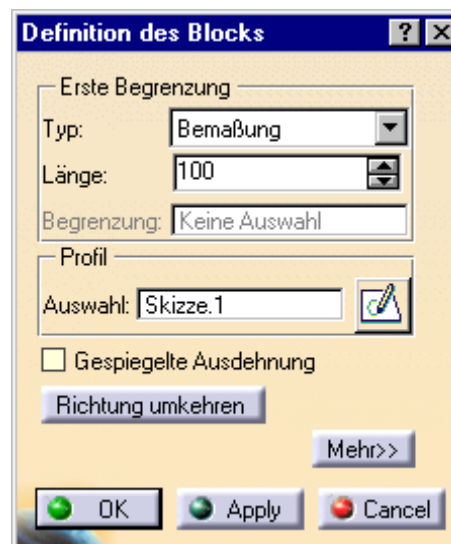 Definition des Blocks
Erste Begrenzung
Typ: Bemaßung
Länge: 100
Begrenzung: Keine Auswahl
Profil
Auswahl: Skizze.1
Gespiegelte Ausdehnung
Richtung umkehren
Mehr>>
OK Apply Cancel